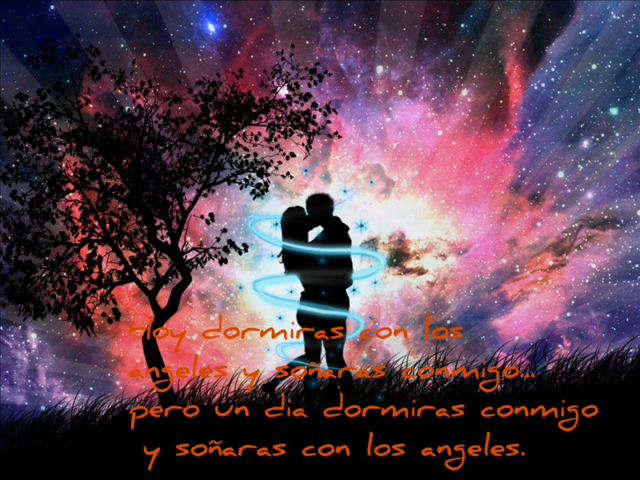 Hoy dormiras con los
angeles y soñaras conmigo...
pero un dia dormiras conmigo
y soñaras con los angeles.